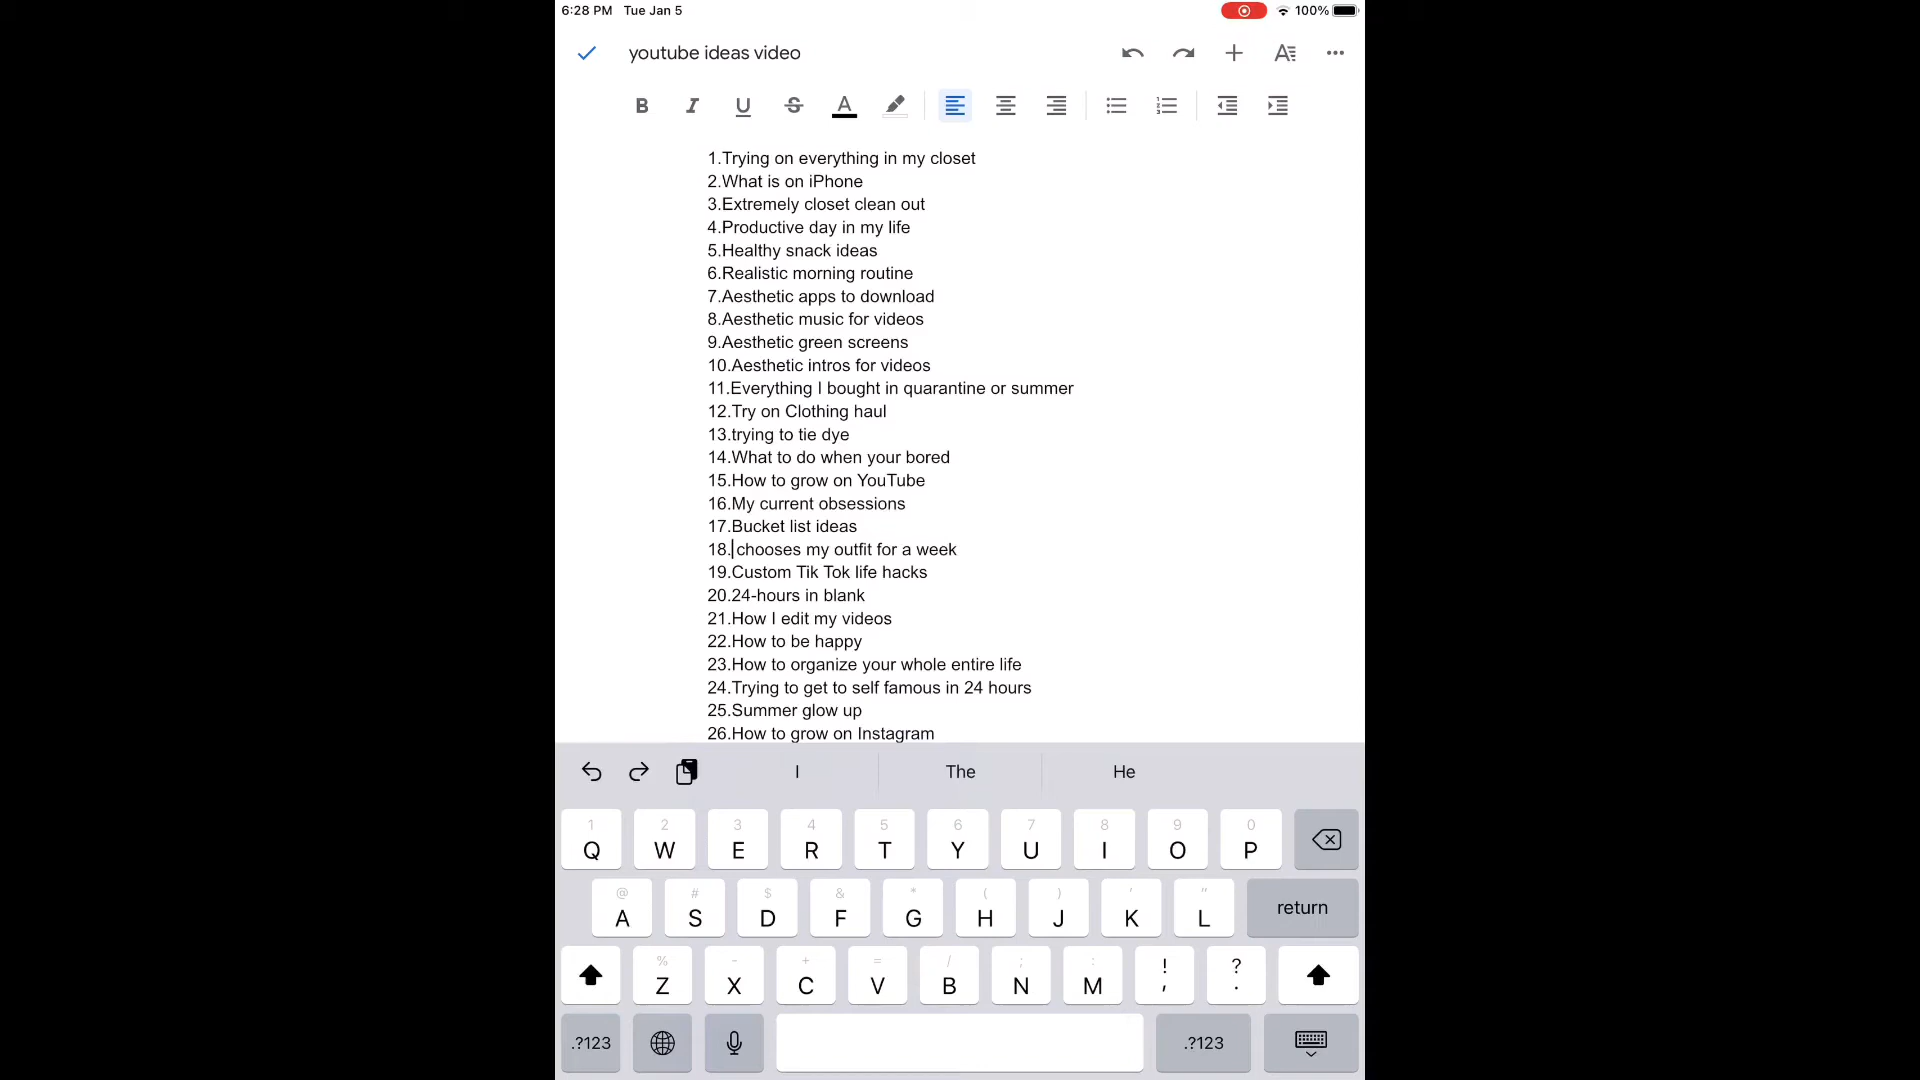 6:28 PM Tue Jan 5 100%
youtube ideas video
B I U S A
1.Trying on everything in my closet
2.What is on iPhone
3.Extremely closet clean out
4.Productive day in my life
5.Healthy snack ideas
6.Realistic morning routine
7.Aesthetic apps to download
8.Aesthetic music for videos
9.Aesthetic green screens
10.Aesthetic intros for videos
11.Everything I bought in quarantine or summer
12.Try on Clothing haul
13.trying to tie dye
14.What to do when your bored
15.How to grow on YouTube
16.My current obsessions
17.Bucket list ideas
18. chooses my outfit for a week
19.Custom Tik Tok life hacks
20.24-hours in blank
21.How I edit my videos
22.How to be happy
23.How to organize your whole entire life
24.Trying to get to self famous in 24 hours
25.Summer glow up
26.How to grow on Instagram
I The He
1 2 3 4 5 6 7 8 9 0
Q W E R T Y U I O P
@ # $ & * ( ) ' "
A S D F G H J K L return
% - + = / ; : ! ?
Z X C V B N M , .
.?123 .?123